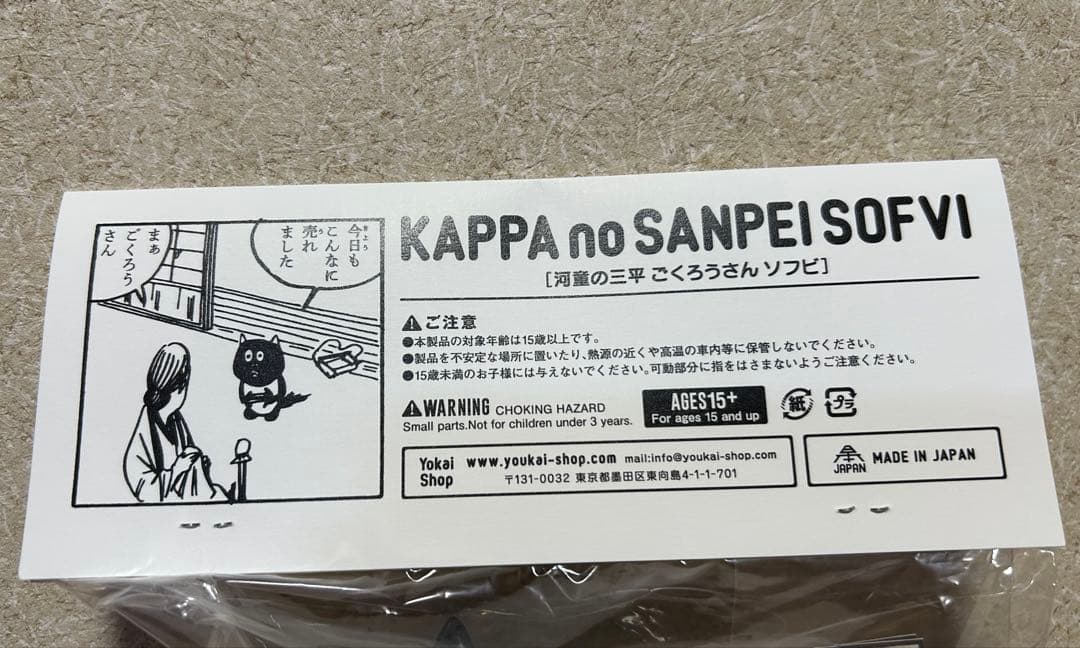 今日も
こんなに
売れ
ました
まぁ
ごくろう
さん
KAPPA no SANPEI SOFVI
[河童の三平 ごくろうさん ソフビ]
ご注意
●本製品の対象年齢は15歳以上です。
●製品を不安定な場所に置いたり、熱源の近くや高温の車内等に保管しないでください。
●15歳未満のお子様には与えないでください。可動部分に指をはさまないようご注意ください。
WARNING CHOKING HAZARD
Small parts.Not for children under 3 years.
AGES15+
For ages 15 and up
紙
プラ
Yokai Shop
www.youkai-shop.com mail:info@youkai-shop.com
〒131-0032 東京都墨田区東向島4-1-1-701
JAPAN
MADE IN JAPAN